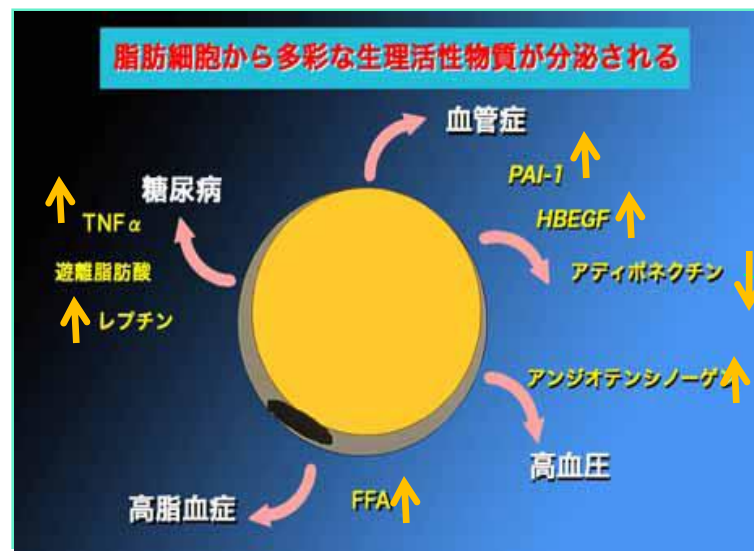 脂肪細胞から多彩な生理活性物質が分泌される
血管症
PAI-1
HBEGF
アディポネクチン
糖尿病
TNFα
遊離脂肪酸
レプチン
アンジオテンシノーゲン
高血圧
FFA
高脂血症